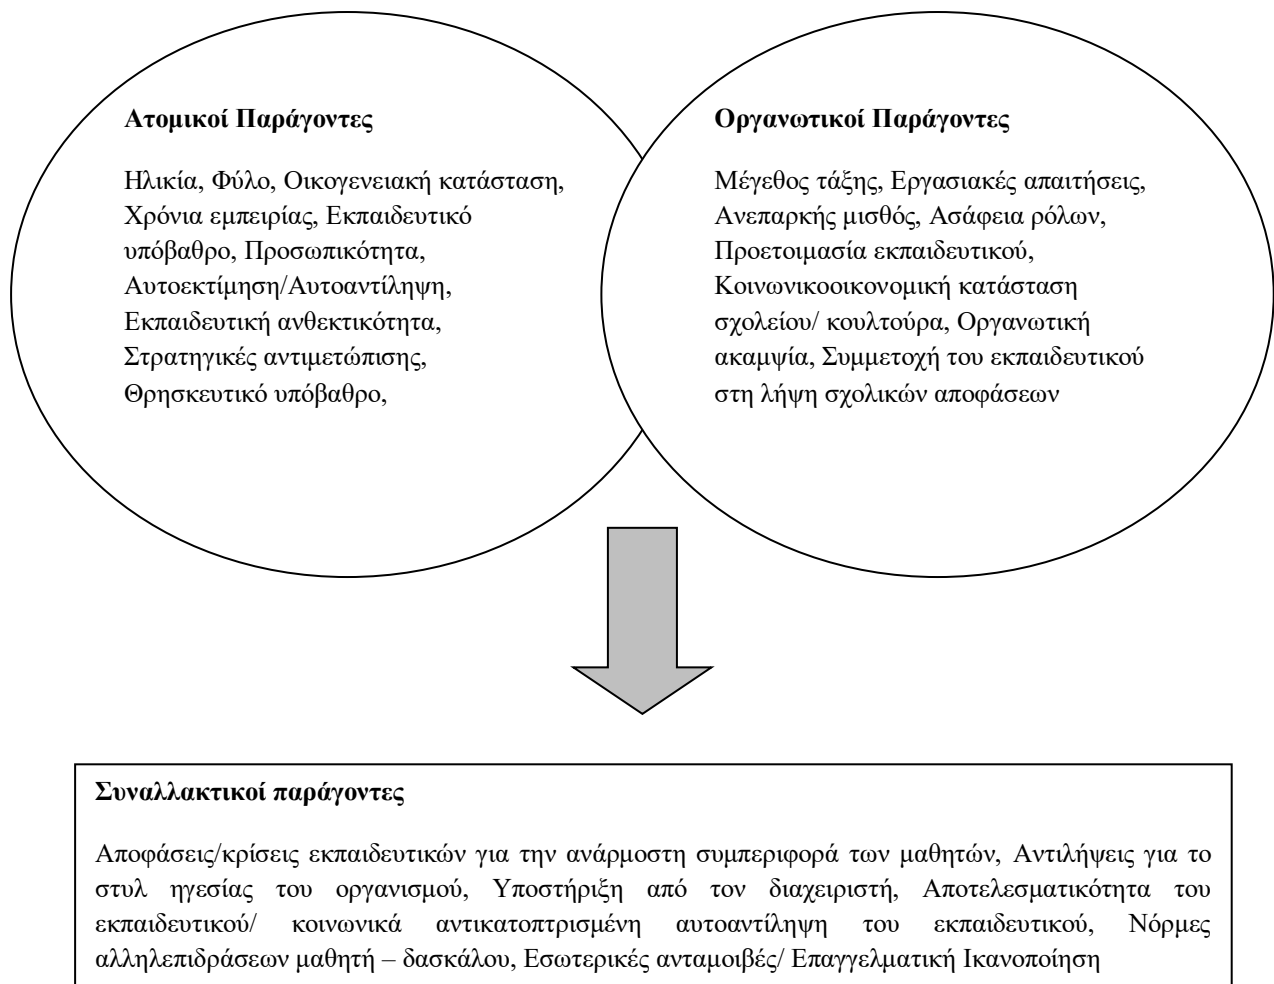 Ατομικοί Παράγοντες
Ηλικία, Φύλο, Οικογενειακή κατάσταση,
Χρόνια εμπειρίας, Εκπαιδευτικό
υπόβαθρο, Προσωπικότητα,
Αυτοεκτίμηση/Αυτοαντίληψη,
Εκπαιδευτική ανθεκτικότητα,
Στρατηγικές αντιμετώπισης,
Θρησκευτικό υπόβαθρο,
Οργανωτικοί Παράγοντες
Μέγεθος τάξης, Εργασιακές απαιτήσεις,
Ανεπαρκής μισθός, Ασάφεια ρόλων,
Προετοιμασία εκπαιδευτικού,
Κοινωνικοοικονομική κατάσταση
σχολείου/ κουλτούρα, Οργανωτική
ακαμψία, Συμμετοχή του εκπαιδευτικού
στη λήψη σχολικών αποφάσεων
Συναλλακτικοί παράγοντες
Αποφάσεις/κρίσεις εκπαιδευτικών για την ανάρμοστη συμπεριφορά των μαθητών, Αντιλήψεις για το
στυλ ηγεσίας του οργανισμού, Υποστήριξη από τον διαχειριστή, Αποτελεσματικότητα του
εκπαιδευτικού/ κοινωνικά αντικατοπτρισμένη αυτοαντίληψη του εκπαιδευτικού, Νόρμες
αλληλεπιδράσεων μαθητή – δασκάλου, Εσωτερικές ανταμοιβές/ Επαγγελματική Ικανοποίηση